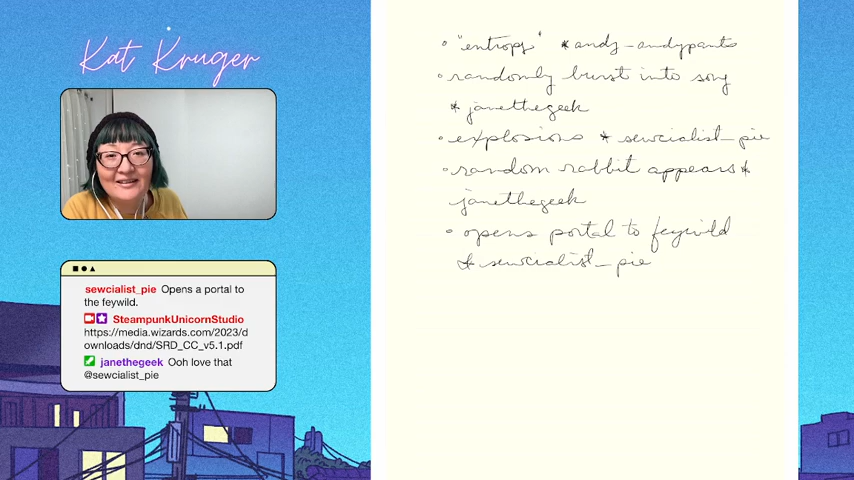 Kat Kruger
sewcialist_pie Opens a portal to
the feywild.
SteampunkUnicornStudio
https://media.wizards.com/2023/d
ownloads/dnd/SRD_CC_v5.1.pdf
janethegeek Ooh love that
@sewcialist_pie
• "entropy" * andy-andypants
• randomly burst into song
* janethegeek
• explosions * sewcialist_pie
• random rabbit appears *
janethegeek
• opens portal to feywild
* sewcialist_pie